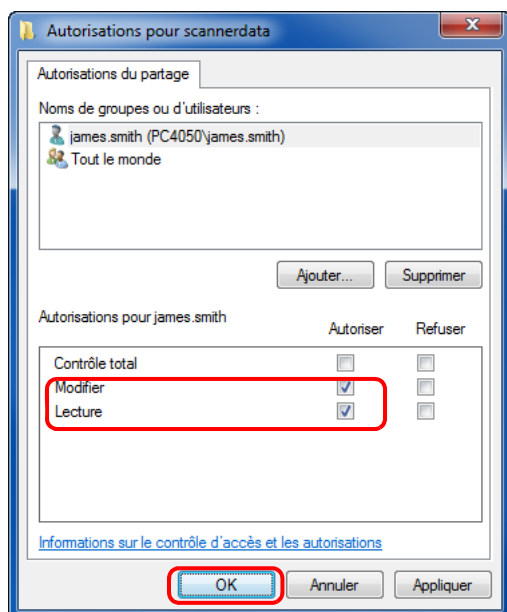 Autorisations pour scannerdata
Autorisations du partage
Noms de groupes ou d'utilisateurs :
james.smith (PC4050\james.smith)
Tout le monde
Ajouter... Supprimer
Autorisations pour james.smith Autoriser Refuser
Contrôle total
Modifier
Lecture
Informations sur le contrôle d'accès et les autorisations
OK Annuler Appliquer